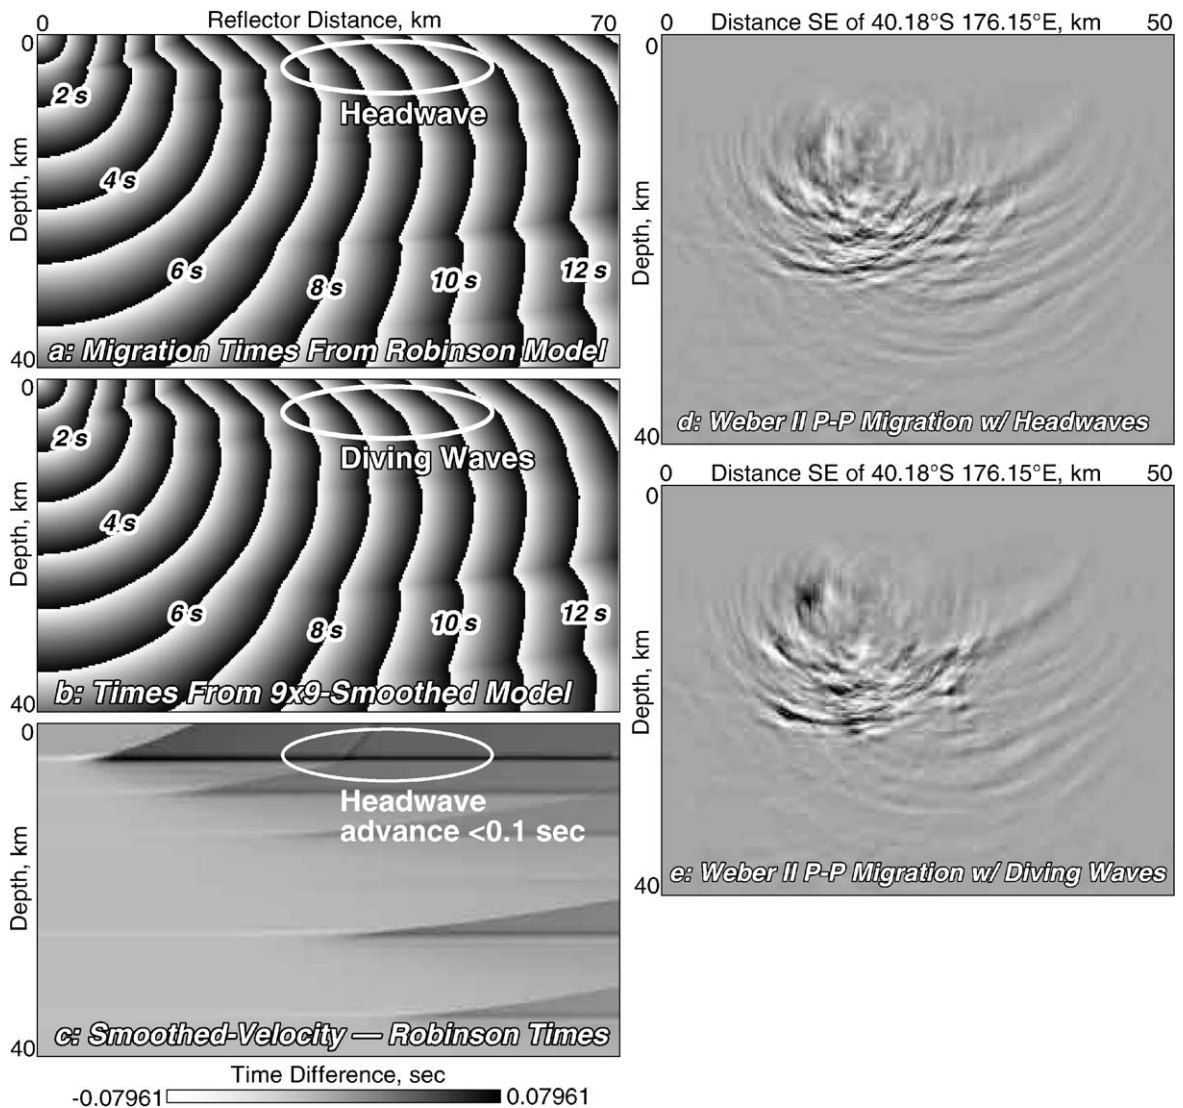 0 Reflector Distance, km 70
0
Depth, km
2 s
4 s
6 s
8 s
10 s
12 s
Headwave
40
a: Migration Times From Robinson Model
0
Depth, km
2 s
4 s
6 s
8 s
10 s
12 s
Diving Waves
40
b: Times From 9x9-Smoothed Model
0
Depth, km
Headwave
advance <0.1 sec
40
c: Smoothed-Velocity — Robinson Times
Time Difference, sec
-0.07961 0.07961
0 Distance SE of 40.18°S 176.15°E, km 50
0
Depth, km
40
d: Weber II P-P Migration w/ Headwaves
0 Distance SE of 40.18°S 176.15°E, km 50
0
Depth, km
40
e: Weber II P-P Migration w/ Diving Waves